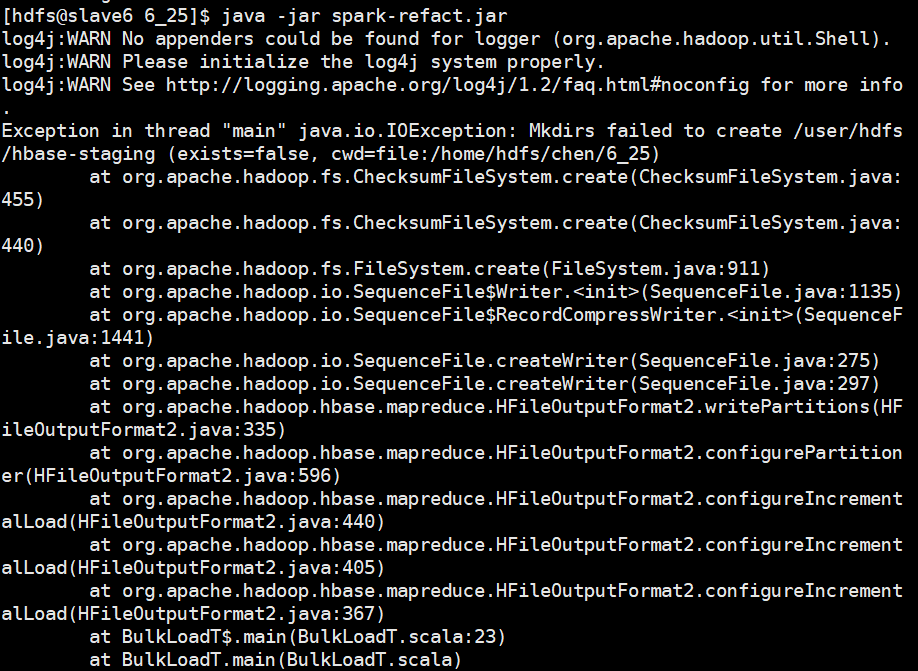 [hdfs@slave6 6_25]$ java -jar spark-refact.jar
log4j:WARN No appenders could be found for logger (org.apache.hadoop.util.Shell).
log4j:WARN Please initialize the log4j system properly.
log4j:WARN See http://logging.apache.org/log4j/1.2/faq.html#noconfig for more info
.
Exception in thread "main" java.io.IOException: Mkdirs failed to create /user/hdfs
/hbase-staging (exists=false, cwd=file:/home/hdfs/chen/6_25)
        at org.apache.hadoop.fs.ChecksumFileSystem.create(ChecksumFileSystem.java:
455)
        at org.apache.hadoop.fs.ChecksumFileSystem.create(ChecksumFileSystem.java:
440)
        at org.apache.hadoop.fs.FileSystem.create(FileSystem.java:911)
        at org.apache.hadoop.io.SequenceFile$Writer.<init>(SequenceFile.java:1135)
        at org.apache.hadoop.io.SequenceFile$RecordCompressWriter.<init>(SequenceF
ile.java:1441)
        at org.apache.hadoop.io.SequenceFile.createWriter(SequenceFile.java:275)
        at org.apache.hadoop.io.SequenceFile.createWriter(SequenceFile.java:297)
        at org.apache.hadoop.hbase.mapreduce.HFileOutputFormat2.writePartitions(HF
ileOutputFormat2.java:335)
        at org.apache.hadoop.hbase.mapreduce.HFileOutputFormat2.configurePartition
er(HFileOutputFormat2.java:596)
        at org.apache.hadoop.hbase.mapreduce.HFileOutputFormat2.configureIncrement
alLoad(HFileOutputFormat2.java:440)
        at org.apache.hadoop.hbase.mapreduce.HFileOutputFormat2.configureIncrement
alLoad(HFileOutputFormat2.java:405)
        at org.apache.hadoop.hbase.mapreduce.HFileOutputFormat2.configureIncrement
alLoad(HFileOutputFormat2.java:367)
        at BulkLoadT$.main(BulkLoadT.scala:23)
        at BulkLoadT.main(BulkLoadT.scala)